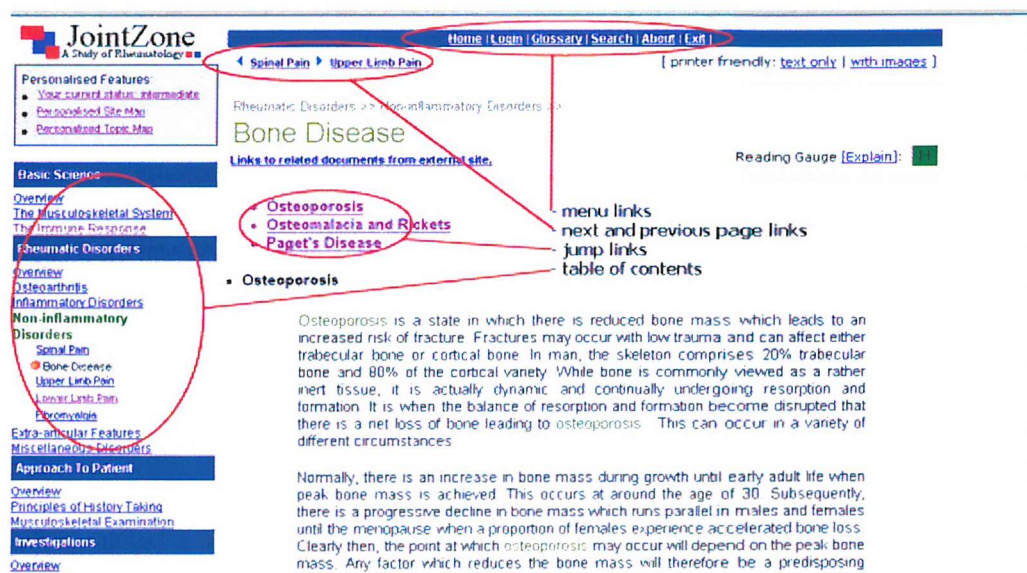 JointZone
A Study of Rheumatology
Home | Login | Glossary | Search | About | Exit |
Spinal Pain Upper Limb Pain
[ printer friendly: text only | with images ]
Personalised Features:
Your current status: intermediate
Personalised Site Map
Personalised Topic Map
Rheumatic Disorders >> Non-inflammatory Disorders >>
Bone Disease
Links to related documents from external site.
Reading Gauge [Explain]:
Basic Science
Overview
The Musculoskeletal System
The Immune Response
Rheumatic Disorders
Overview
Osteoarthritis
Inflammatory Disorders
Non-inflammatory
Disorders
Spinal Pain
Bone Disease
Upper Limb Pain
Lower Limb Pain
Fibromyalgia
Extra-articular Features
Miscellaneous Disorders
Approach To Patient
Overview
Principles of History Taking
Musculoskeletal Examination
Investigations
Overview
Osteoporosis
Osteomalacia and Rickets
Paget's Disease
- menu links
- next and previous page links
- jump links
- table of contents
Osteoporosis
Osteoporosis is a state in which there is reduced bone mass which leads to an
increased risk of fracture. Fractures may occur with low trauma and can affect either
trabecular bone or cortical bone. In man, the skeleton comprises 20% trabecular
bone and 80% of the cortical variety. While bone is commonly viewed as a rather
inert tissue, it is actually dynamic and continually undergoing resorption and
formation. It is when the balance of resorption and formation become disrupted that
there is a net loss of bone leading to osteoporosis. This can occur in a variety of
different circumstances
Normally, there is an increase in bone mass during growth until early adult life when
peak bone mass is achieved. This occurs at around the age of 30. Subsequently,
there is a progressive decline in bone mass which runs parallel in males and females
until the menopause when a proportion of females experience accelerated bone loss.
Clearly then, the point at which osteoporosis may occur will depend on the peak bone
mass. Any factor which reduces the bone mass will therefore be a predisposing